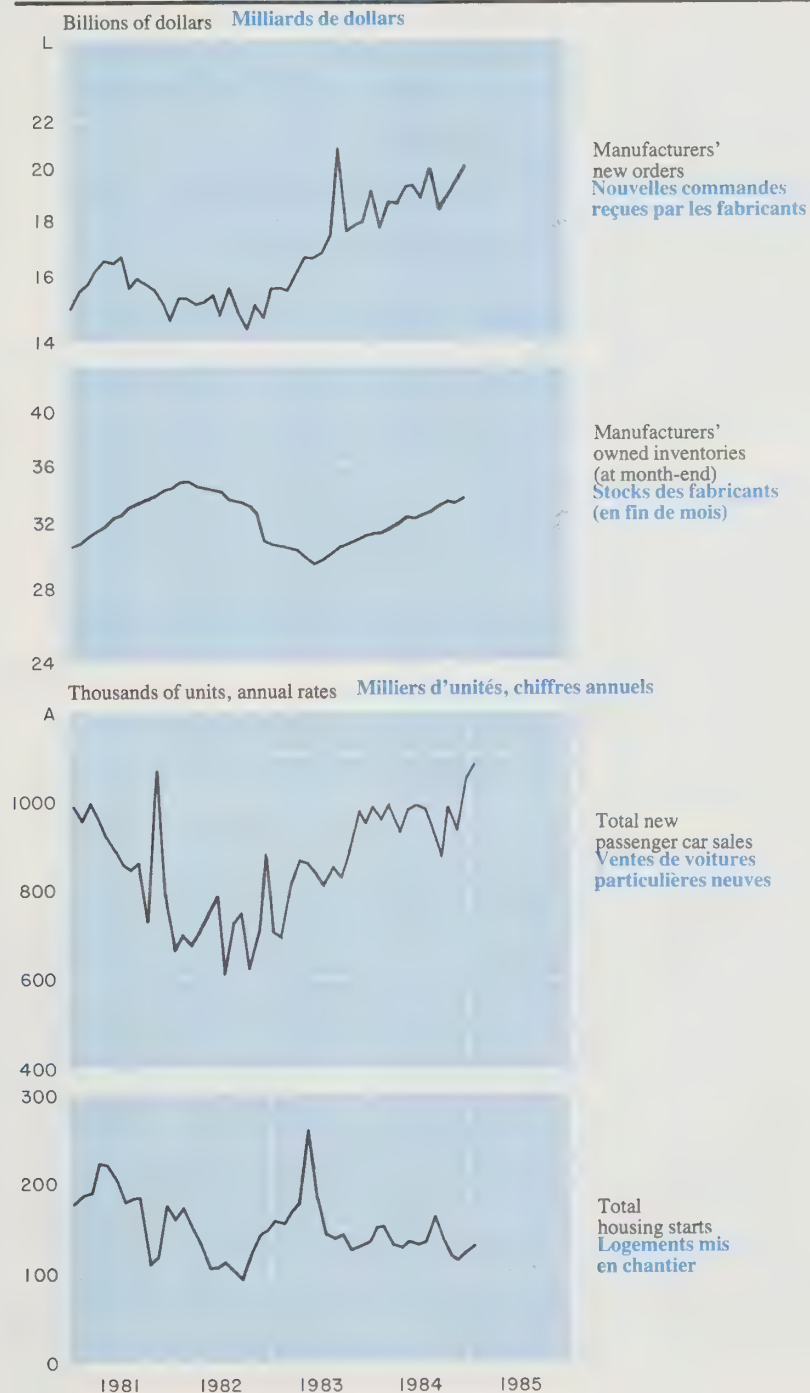 Billions of dollars Milliards de dollars
L
22
20
18
16
14
Manufacturers'
new orders
Nouvelles commandes
reçues par les fabricants
40
36
32
28
24
Manufacturers'
owned inventories
(at month-end)
Stocks des fabricants
(en fin de mois)
Thousands of units, annual rates Milliers d'unités, chiffres annuels
A
1000
800
600
400
Total new
passenger car sales
Ventes de voitures
particulières neuves
300
200
100
0
Total
housing starts
Logements mis
en chantier
1981 1982 1983 1984 1985